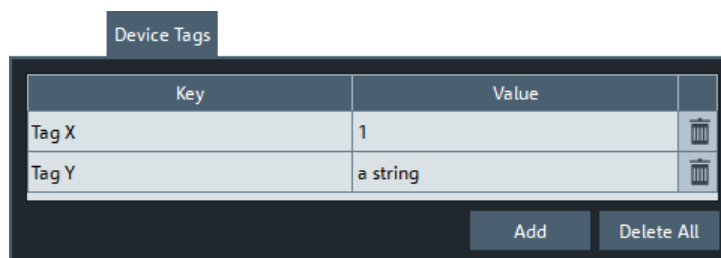 Device Tags
Key Value
Tag X 1
Tag Y a string
Add Delete All